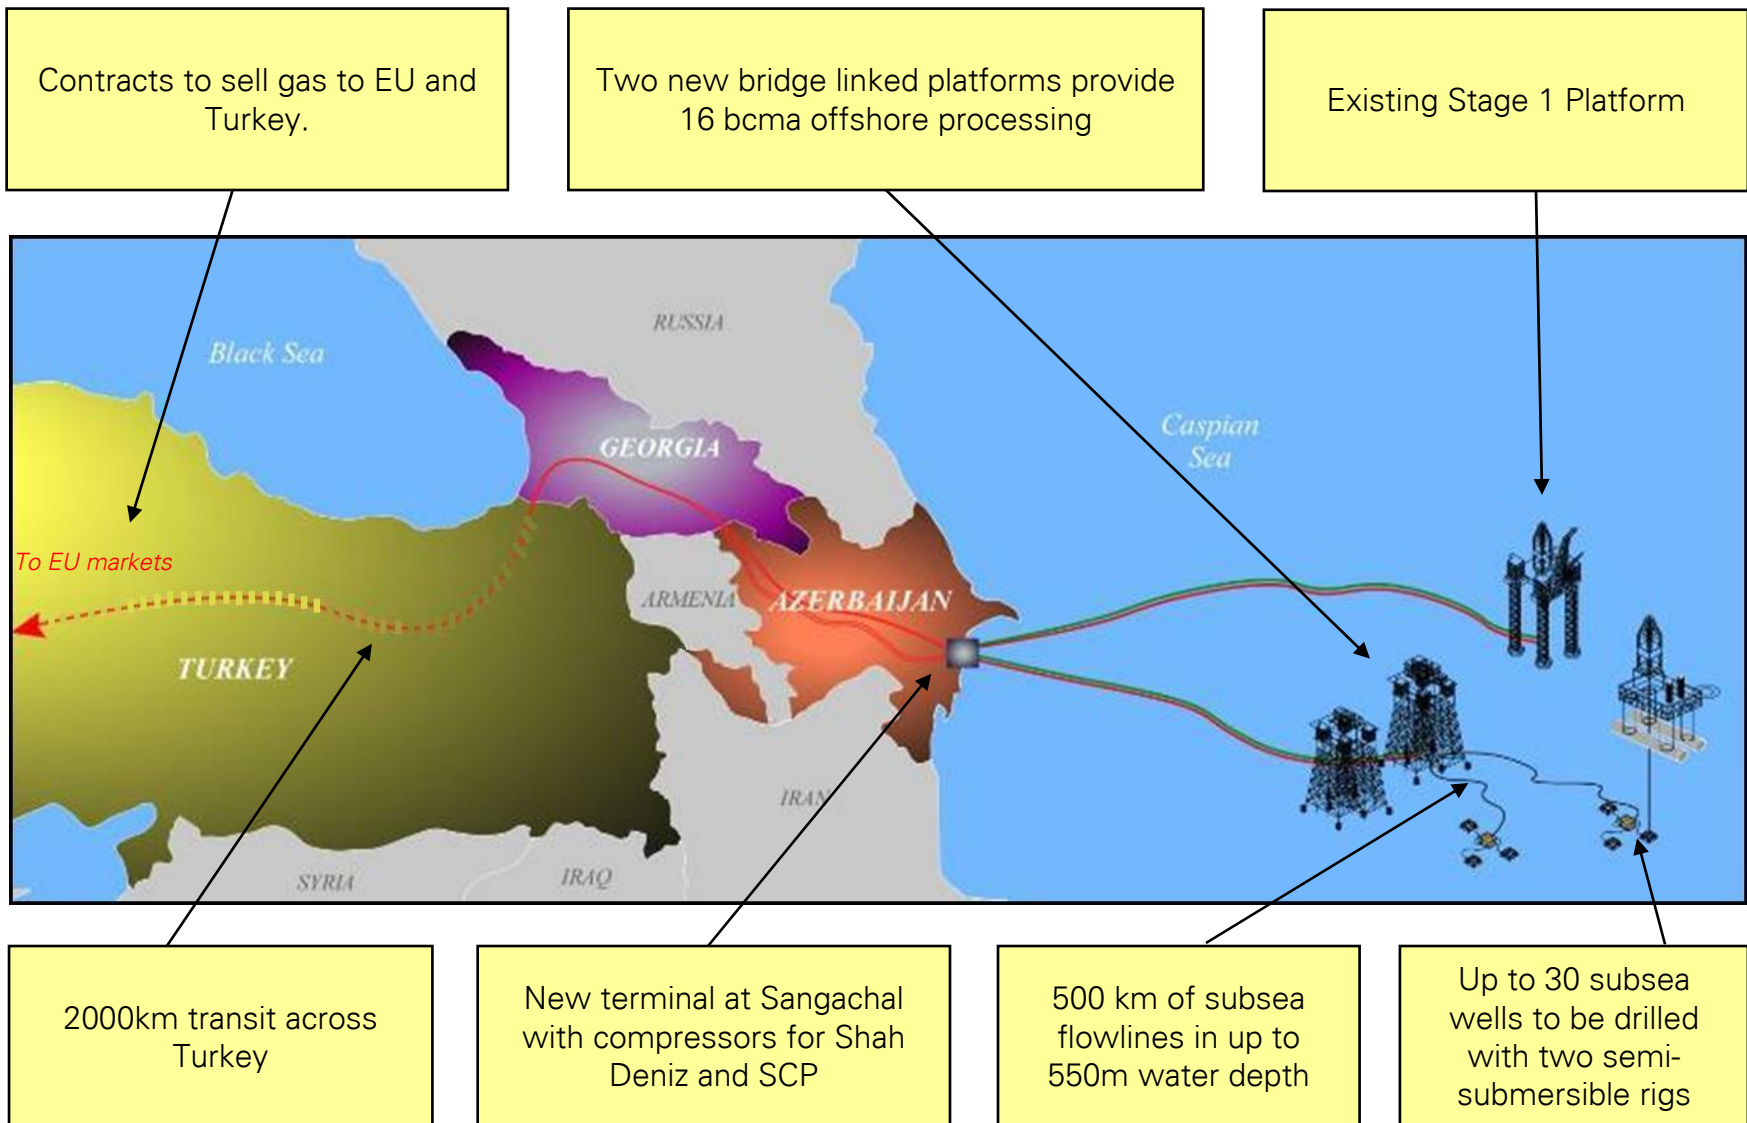 Contracts to sell gas to EU and
Turkey.
Two new bridge linked platforms provide
16 bcma offshore processing
Existing Stage 1 Platform
RUSSIA
Black Sea
Caspian
Sea
GEORGIA
To EU markets
ARMENIA
AZERBAIJAN
TURKEY
IRAN
SYRIA
IRAQ
2000km transit across
Turkey
New terminal at Sangachal
with compressors for Shah
Deniz and SCP
500 km of subsea
flowlines in up to
550m water depth
Up to 30 subsea
wells to be drilled
with two semi-
submersible rigs